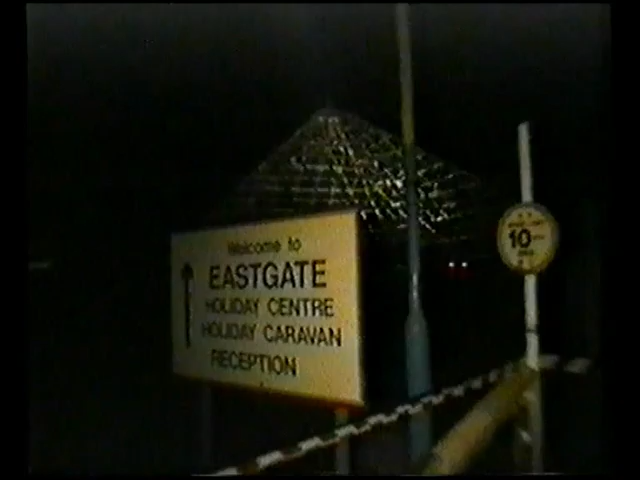 Welcome to
EASTGATE
HOLIDAY CENTRE
HOLIDAY CARAVAN
RECEPTION
10